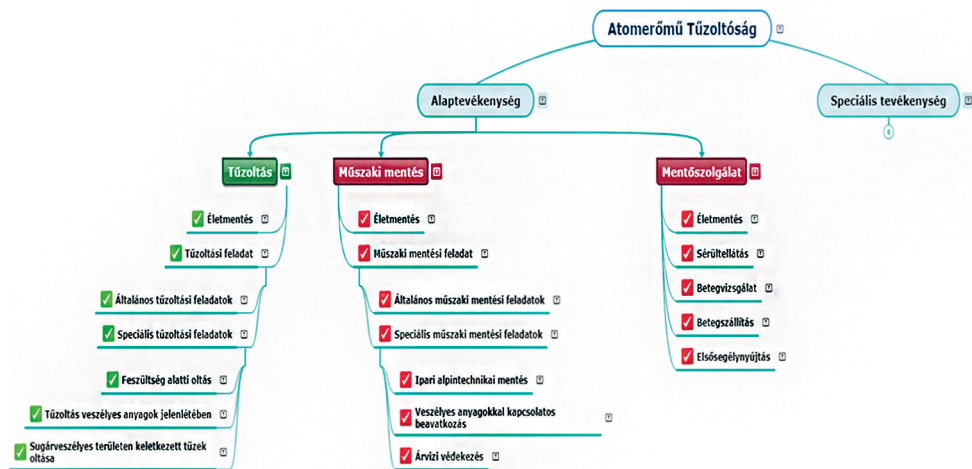 Atomerőmű Tűzoltóság
Alaptevékenység
Speciális tevékenység
Tűzoltás
Életmentés
Tűzoltási feladat
Általános tűzoltási feladatok
Speciális tűzoltási feladatok
Feszültség alatti oltás
Tűzoltás veszélyes anyagok jelenlétében
Sugárveszélyes területen keletkezett tüzek
oltása
Műszaki mentés
Életmentés
Műszaki mentési feladat
Általános műszaki mentési feladatok
Speciális műszaki mentési feladatok
Ipari alpintechnikai mentés
Veszélyes anyagokkal kapcsolatos
beavatkozás
Árvízi védekezés
Mentőszolgálat
Életmentés
Sérültellátás
Betegvizsgálat
Betegszállítás
Elsősegélynyújtás